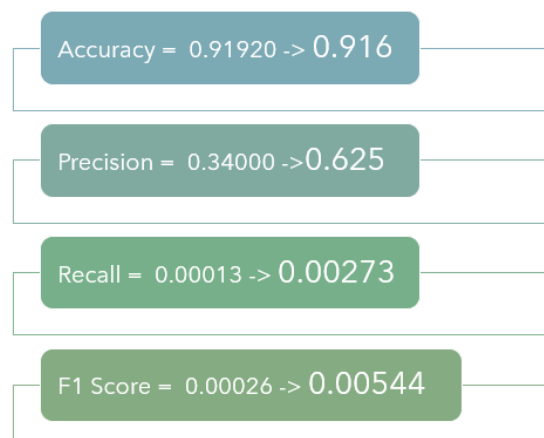 Accuracy = 0.91920 -> 0.916
Precision = 0.34000 ->0.625
Recall = 0.00013 -> 0.00273
F1 Score = 0.00026 -> 0.00544